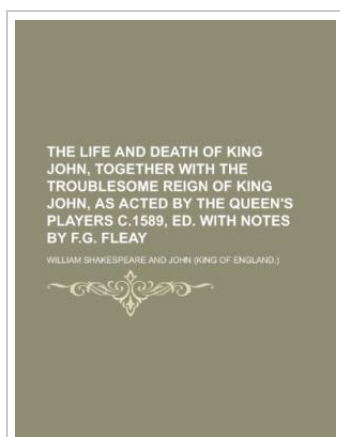 THE LIFE AND DEATH OF KING
JOHN, TOGETHER WITH THE
TROUBLESOME REIGN OF KING
JOHN, AS ACTED BY THE QUEEN'S
PLAYERS C.1589, ED. WITH NOTES
BY F.G. FLEAY
WILLIAM SHAKESPEARE AND JOHN (KING OF ENGLAND.)